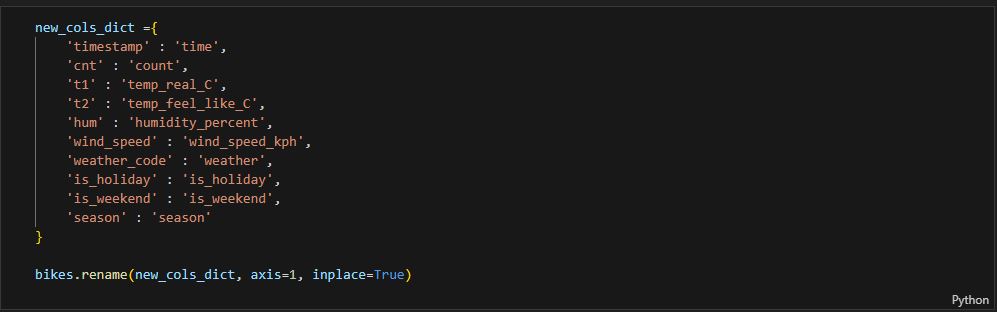 new_cols_dict ={
    'timestamp' : 'time',
    'cnt' : 'count',
    't1' : 'temp_real_C',
    't2' : 'temp_feel_like_C',
    'hum' : 'humidity_percent',
    'wind_speed' : 'wind_speed_kph',
    'weather_code' : 'weather',
    'is_holiday' : 'is_holiday',
    'is_weekend' : 'is_weekend',
    'season' : 'season'
}
bikes.rename(new_cols_dict, axis=1, inplace=True)
Python